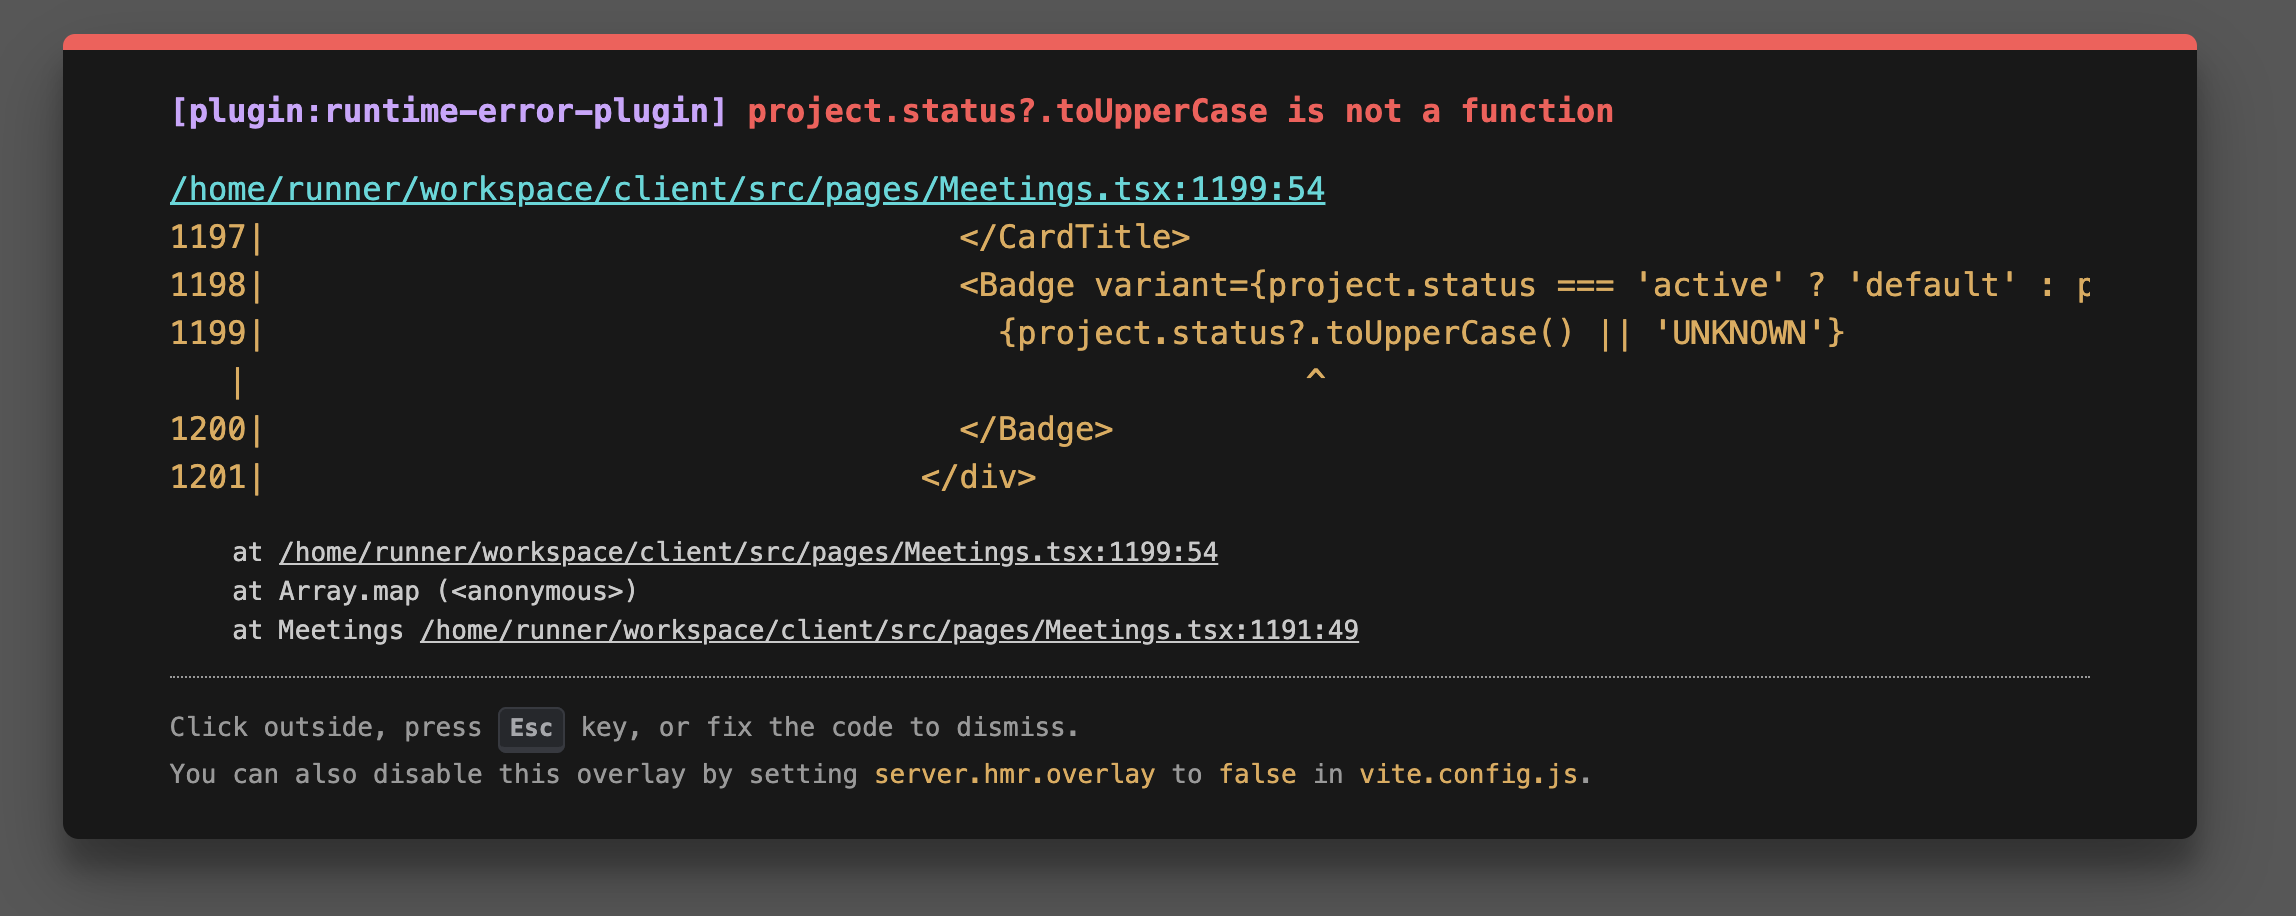 [plugin:runtime-error-plugin] project.status?.toUpperCase is not a function
/home/runner/workspace/client/src/pages/Meetings.tsx:1199:54
1197|                                    </CardTitle>
1198|                                    <Badge variant={project.status === 'active' ? 'default' : p
1199|                                      {project.status?.toUpperCase() || 'UNKNOWN'}
   |                                                       ^
1200|                                    </Badge>
1201|                                  </div>
    at /home/runner/workspace/client/src/pages/Meetings.tsx:1199:54
    at Array.map (<anonymous>)
    at Meetings /home/runner/workspace/client/src/pages/Meetings.tsx:1191:49
Click outside, press Esc key, or fix the code to dismiss.
You can also disable this overlay by setting server.hmr.overlay to false in vite.config.js.